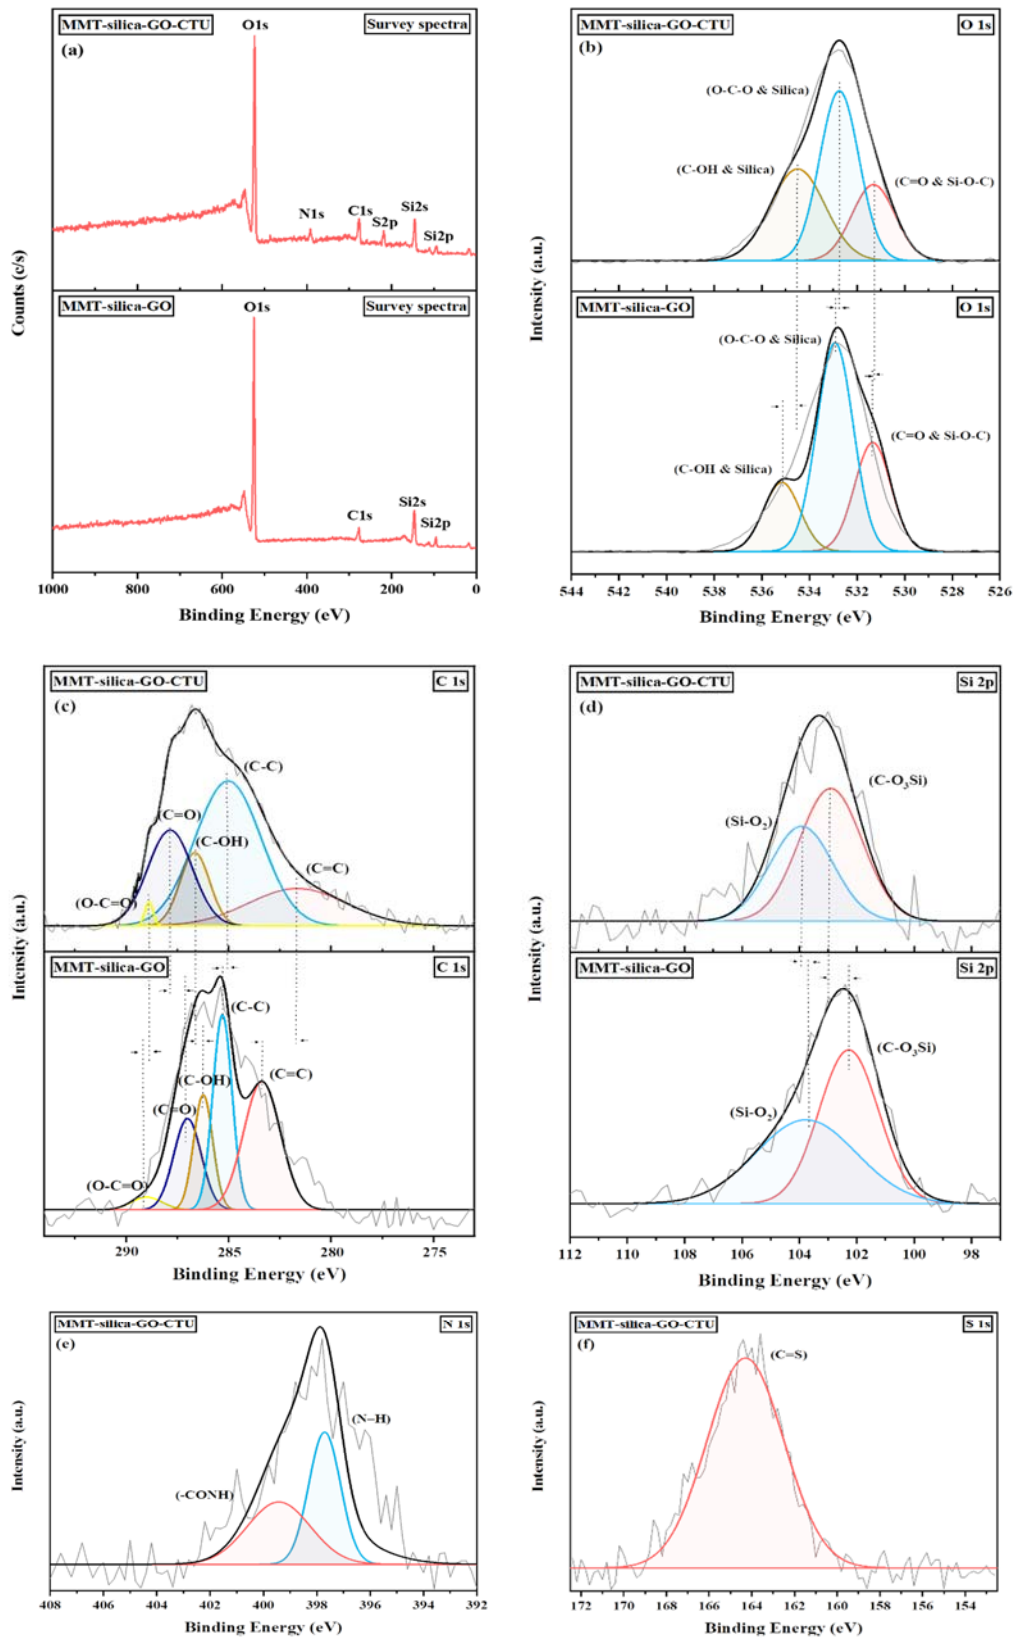 MMT-silica-GO-CTU
Survey spectra
(a)
O1s
N1s
C1s
S2p
Si2s
Si2p
MMT-silica-GO
Survey spectra
O1s
C1s
Si2s
Si2p
Counts (c/s)
1000 800 600 400 200 0
Binding Energy (eV)
MMT-silica-GO-CTU
O 1s
(b)
(O-C-O & Silica)
(C-OH & Silica)
(C=O & Si-O-C)
MMT-silica-GO
O 1s
(O-C-O & Silica)
(C=O & Si-O-C)
(C-OH & Silica)
Intensity (a.u.)
544 542 540 538 536 534 532 530 528 526
Binding Energy (eV)
MMT-silica-GO-CTU
C 1s
(c)
(C-C)
(C=O)
(C-OH)
(C=C)
(O-C=O)
MMT-silica-GO
C 1s
(C-C)
(C-OH)
(C=C)
(C=O)
(O-C=O)
Intensity (a.u.)
290 285 280 275
Binding Energy (eV)
MMT-silica-GO-CTU
Si 2p
(d)
(C-O3Si)
(Si-O2)
MMT-silica-GO
Si 2p
(C-O3Si)
(Si-O2)
Intensity (a.u.)
112 110 108 106 104 102 100 98
Binding Energy (eV)
MMT-silica-GO-CTU
N 1s
(e)
(N-H)
(-CONH)
Intensity (a.u.)
408 406 404 402 400 398 396 394 392
Binding Energy (eV)
MMT-silica-GO-CTU
S 1s
(f)
(C=S)
Intensity (a.u.)
172 170 168 166 164 162 160 158 156 154
Binding Energy (eV)